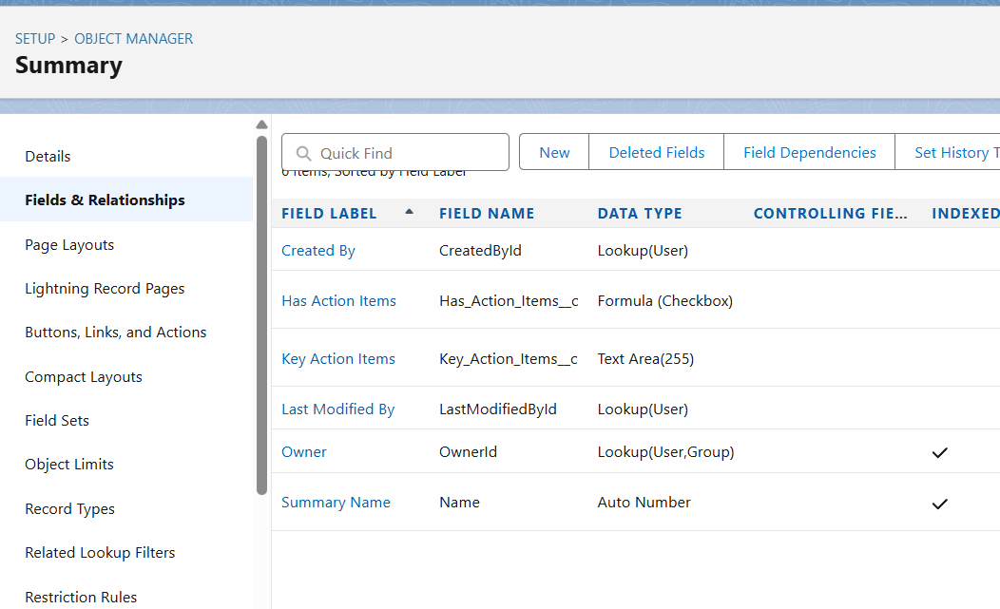 SETUP > OBJECT MANAGER
Summary
Details
Fields & Relationships
Page Layouts
Lightning Record Pages
Buttons, Links, and Actions
Compact Layouts
Field Sets
Object Limits
Record Types
Related Lookup Filters
Restriction Rules
Quick Find
New
Deleted Fields
Field Dependencies
Set History T
6 Items, Sorted by Field Label
FIELD LABEL FIELD NAME DATA TYPE CONTROLLING FIE... INDEXED
Created By CreatedById Lookup(User)
Has Action Items Has_Action_Items__c Formula (Checkbox)
Key Action Items Key_Action_Items__c Text Area(255)
Last Modified By LastModifiedById Lookup(User)
Owner OwnerId Lookup(User,Group)
Summary Name Name Auto Number